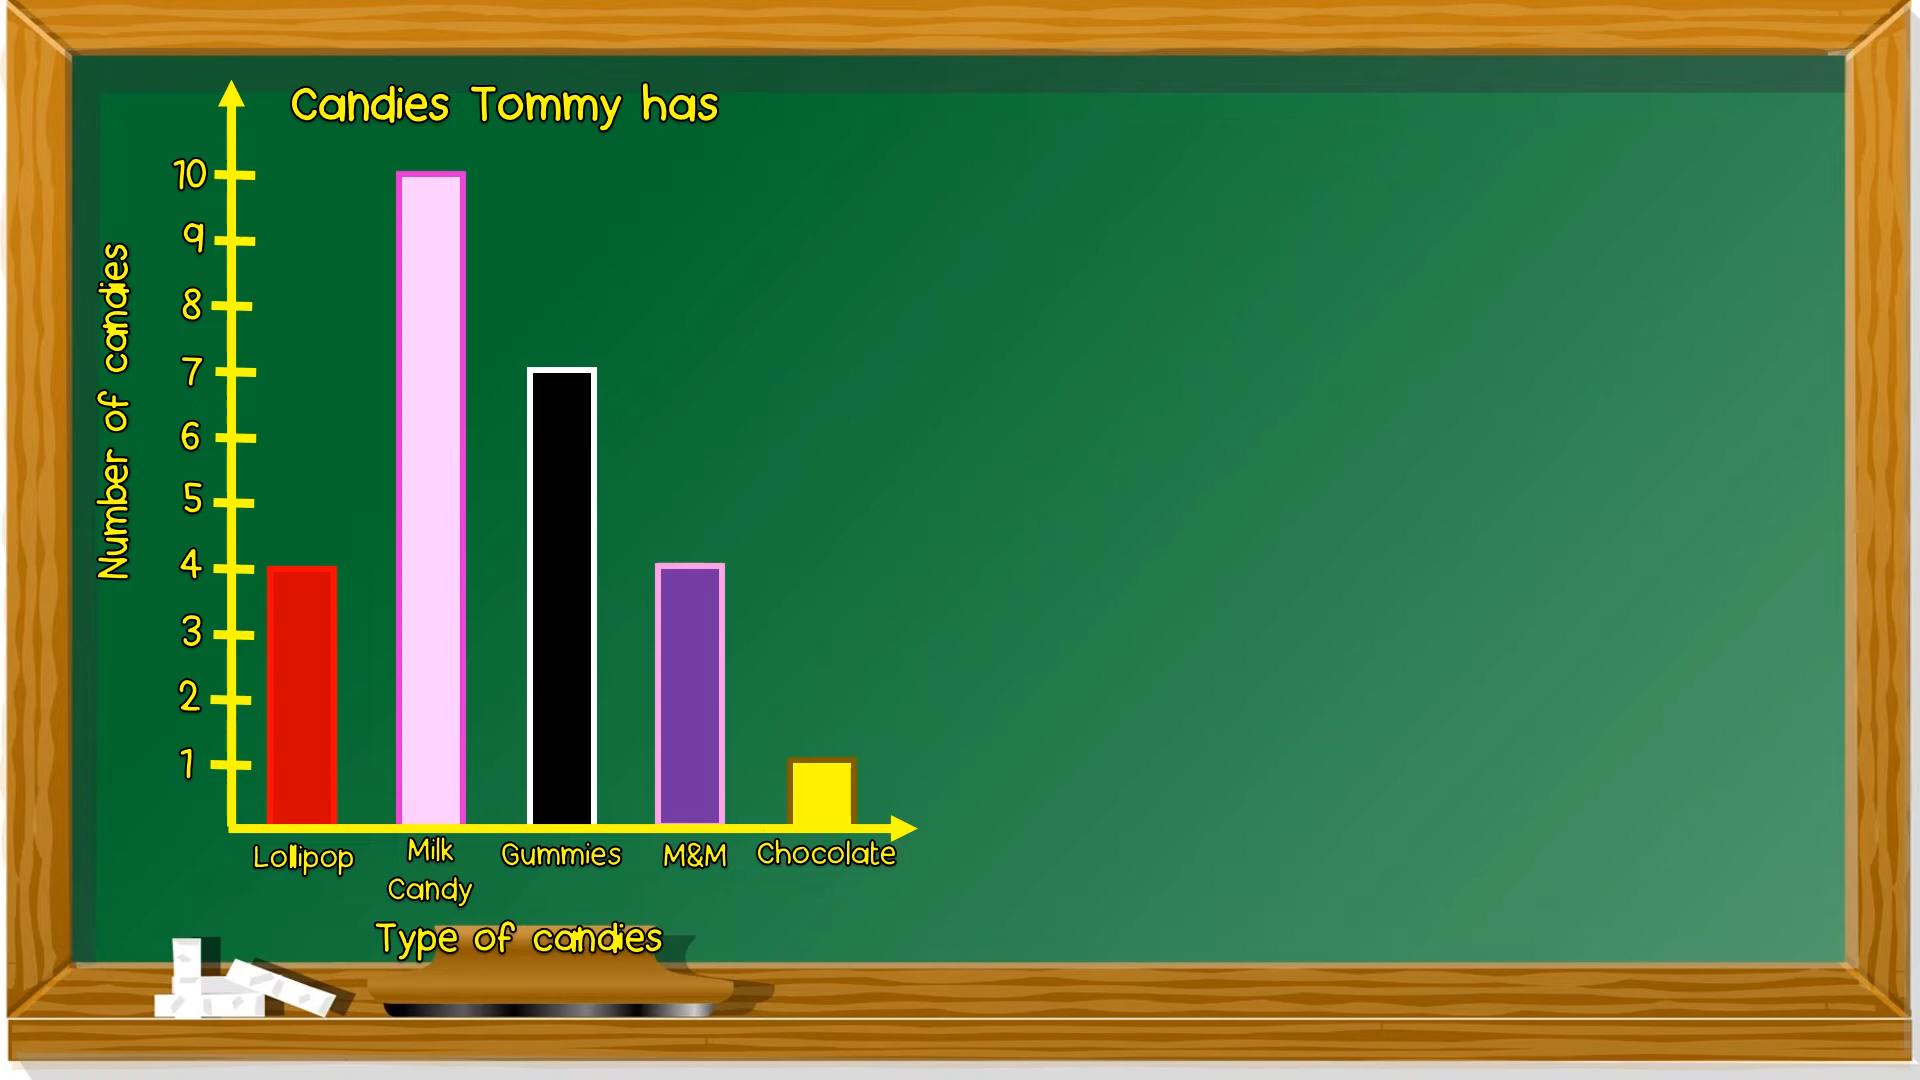 Candies Tommy has
Number of candies
10
9
8
7
6
5
4
3
2
1
Lollipop
Milk
Candy
Gummies
M&M
Chocolate
Type of candies